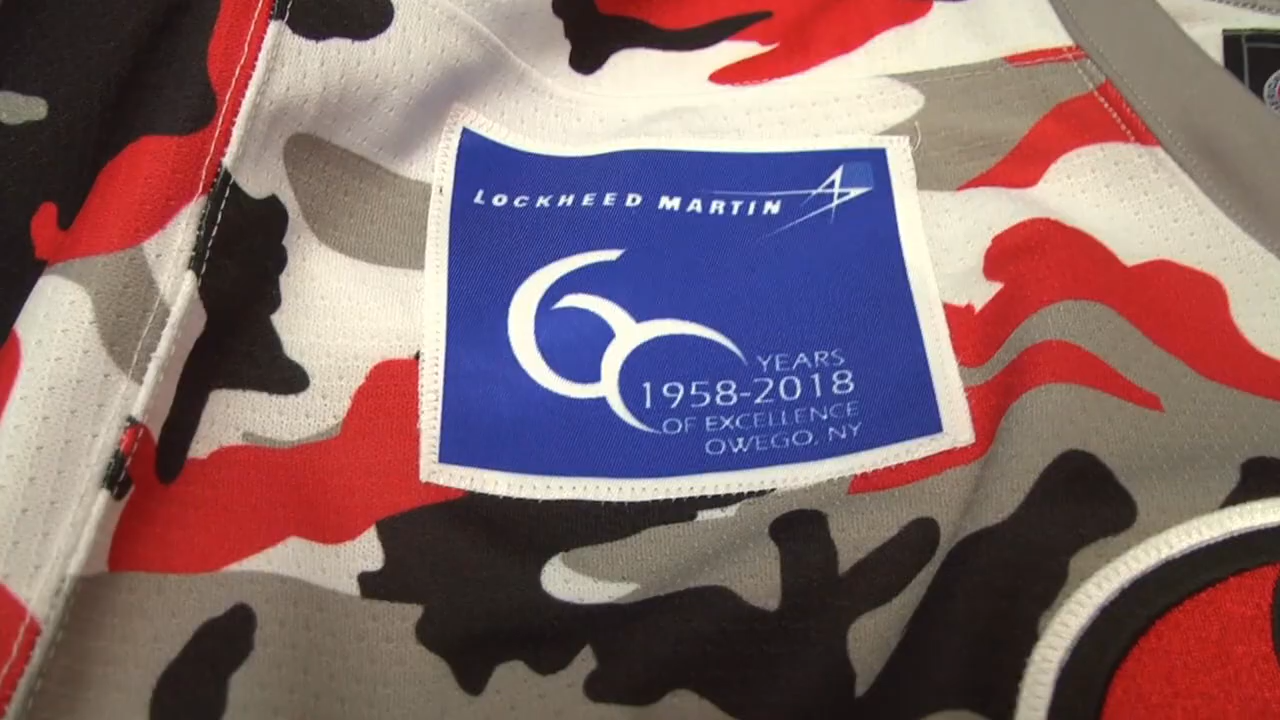 LOCKHEED MARTIN
60
YEARS
1958-2018
OF EXCELLENCE
OWEGO, NY